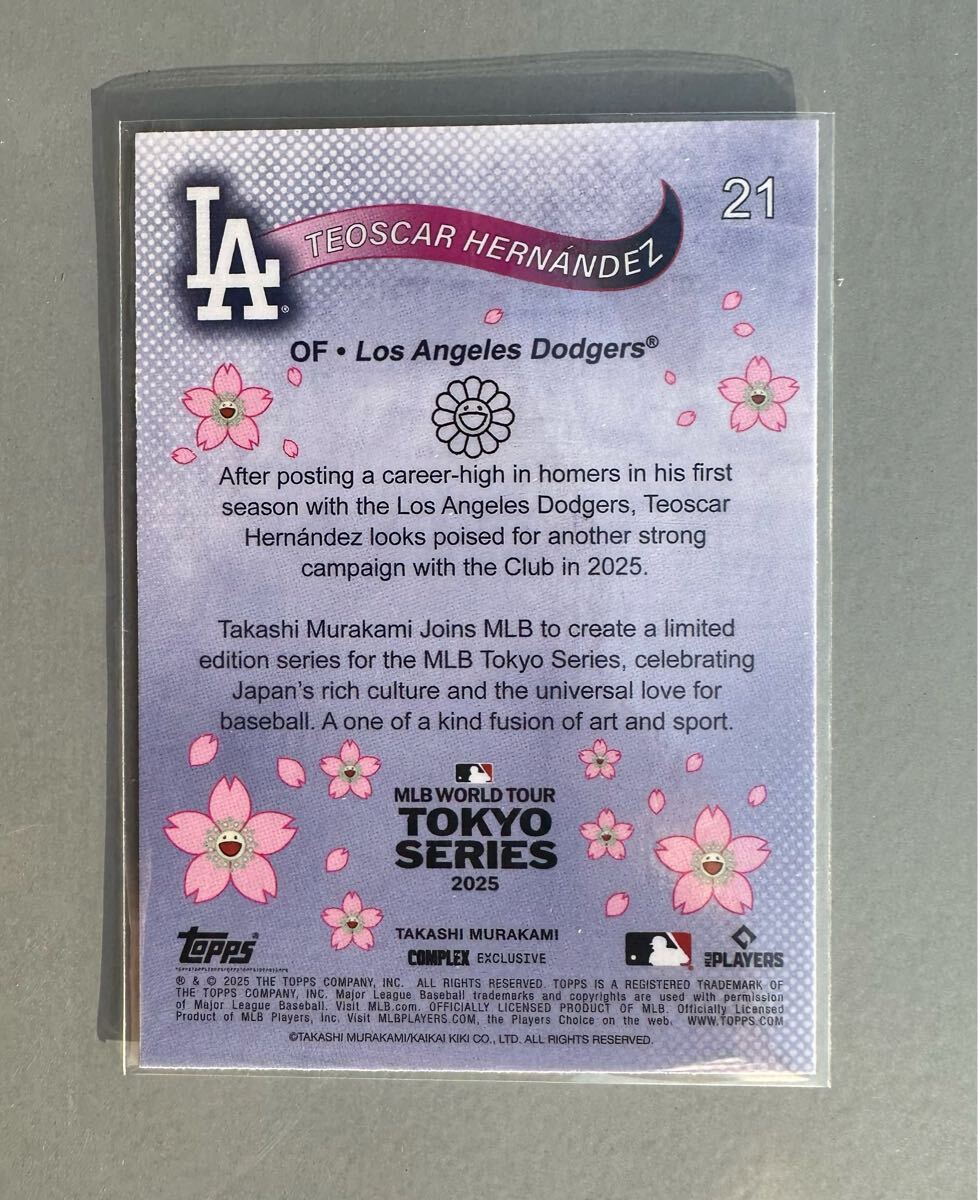 LA
TEOSCAR HERNÁNDEZ
21
OF • Los Angeles Dodgers®
After posting a career-high in homers in his first
season with the Los Angeles Dodgers, Teoscar
Hernández looks poised for another strong
campaign with the Club in 2025.
Takashi Murakami Joins MLB to create a limited
edition series for the MLB Tokyo Series, celebrating
Japan's rich culture and the universal love for
baseball. A one of a kind fusion of art and sport.
MLB WORLD TOUR
TOKYO
SERIES
2025
TAKASHI MURAKAMI
COMPLEX EXCLUSIVE
Topps®
MLB PLAYERS
® & © 2025 THE TOPPS COMPANY, INC. ALL RIGHTS RESERVED. TOPPS IS A REGISTERED TRADEMARK OF
THE TOPPS COMPANY, INC. Major League Baseball trademarks and copyrights are used with permission
of Major League Baseball. Visit MLB.com. OFFICIALLY LICENSED PRODUCT OF MLB. Officially Licensed
Product of MLB Players, Inc. Visit MLBPLAYERS.COM, the Players Choice on the web. WWW.TOPPS.COM
©TAKASHI MURAKAMI/KAIKAI KIKI CO., LTD. ALL RIGHTS RESERVED.